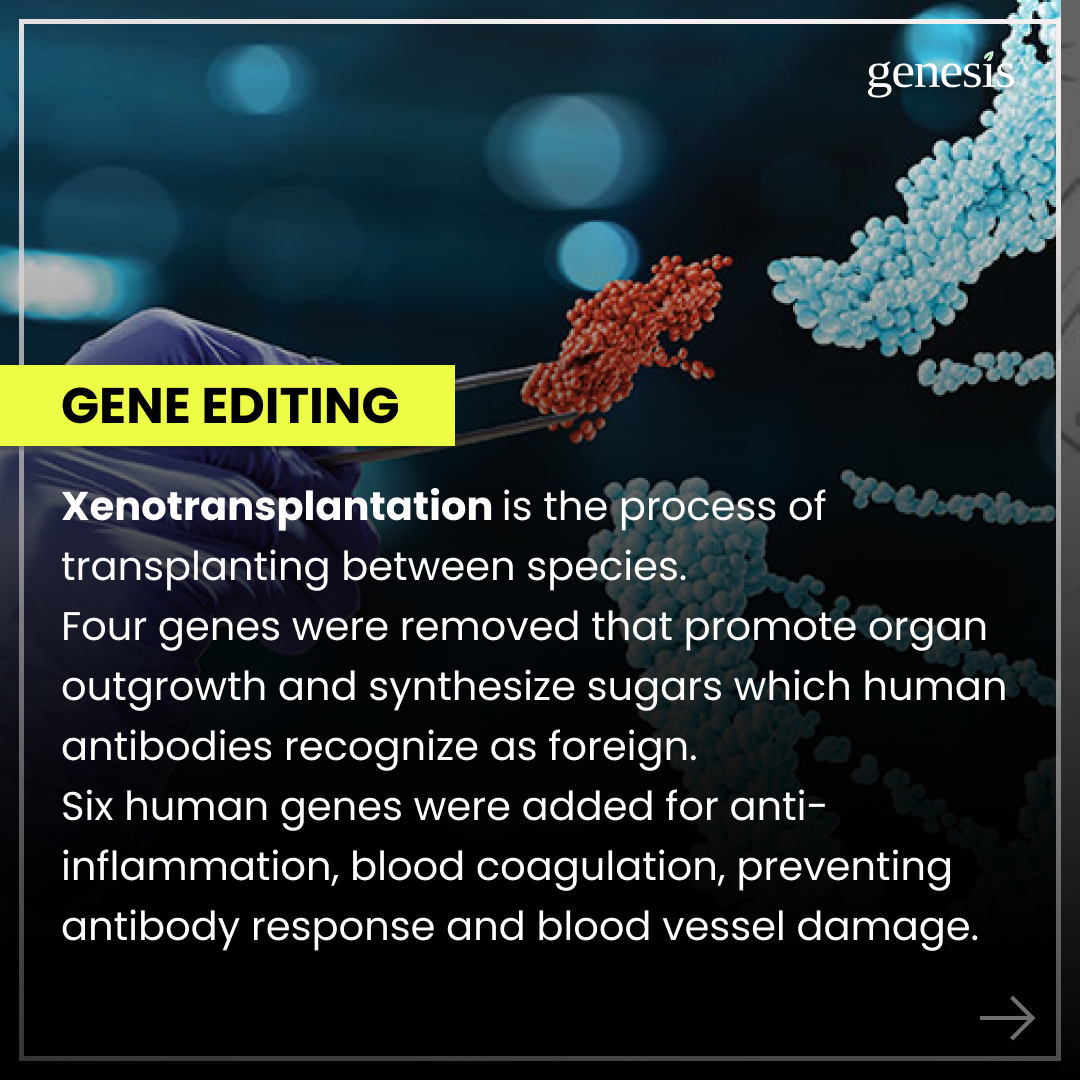 genesis
GENE EDITING
Xenotransplantation is the process of
transplanting between species.
Four genes were removed that promote organ
outgrowth and synthesize sugars which human
antibodies recognize as foreign.
Six human genes were added for anti-
inflammation, blood coagulation, preventing
antibody response and blood vessel damage.